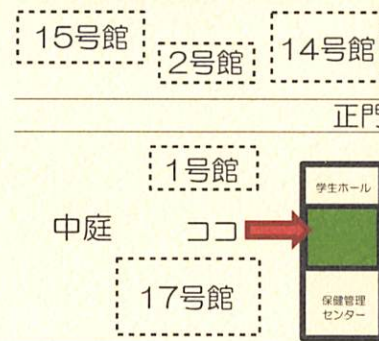 15号館
2号館
14号館
正門
1号館
学生ホール
中庭
ココ
17号館
保健管理
センター